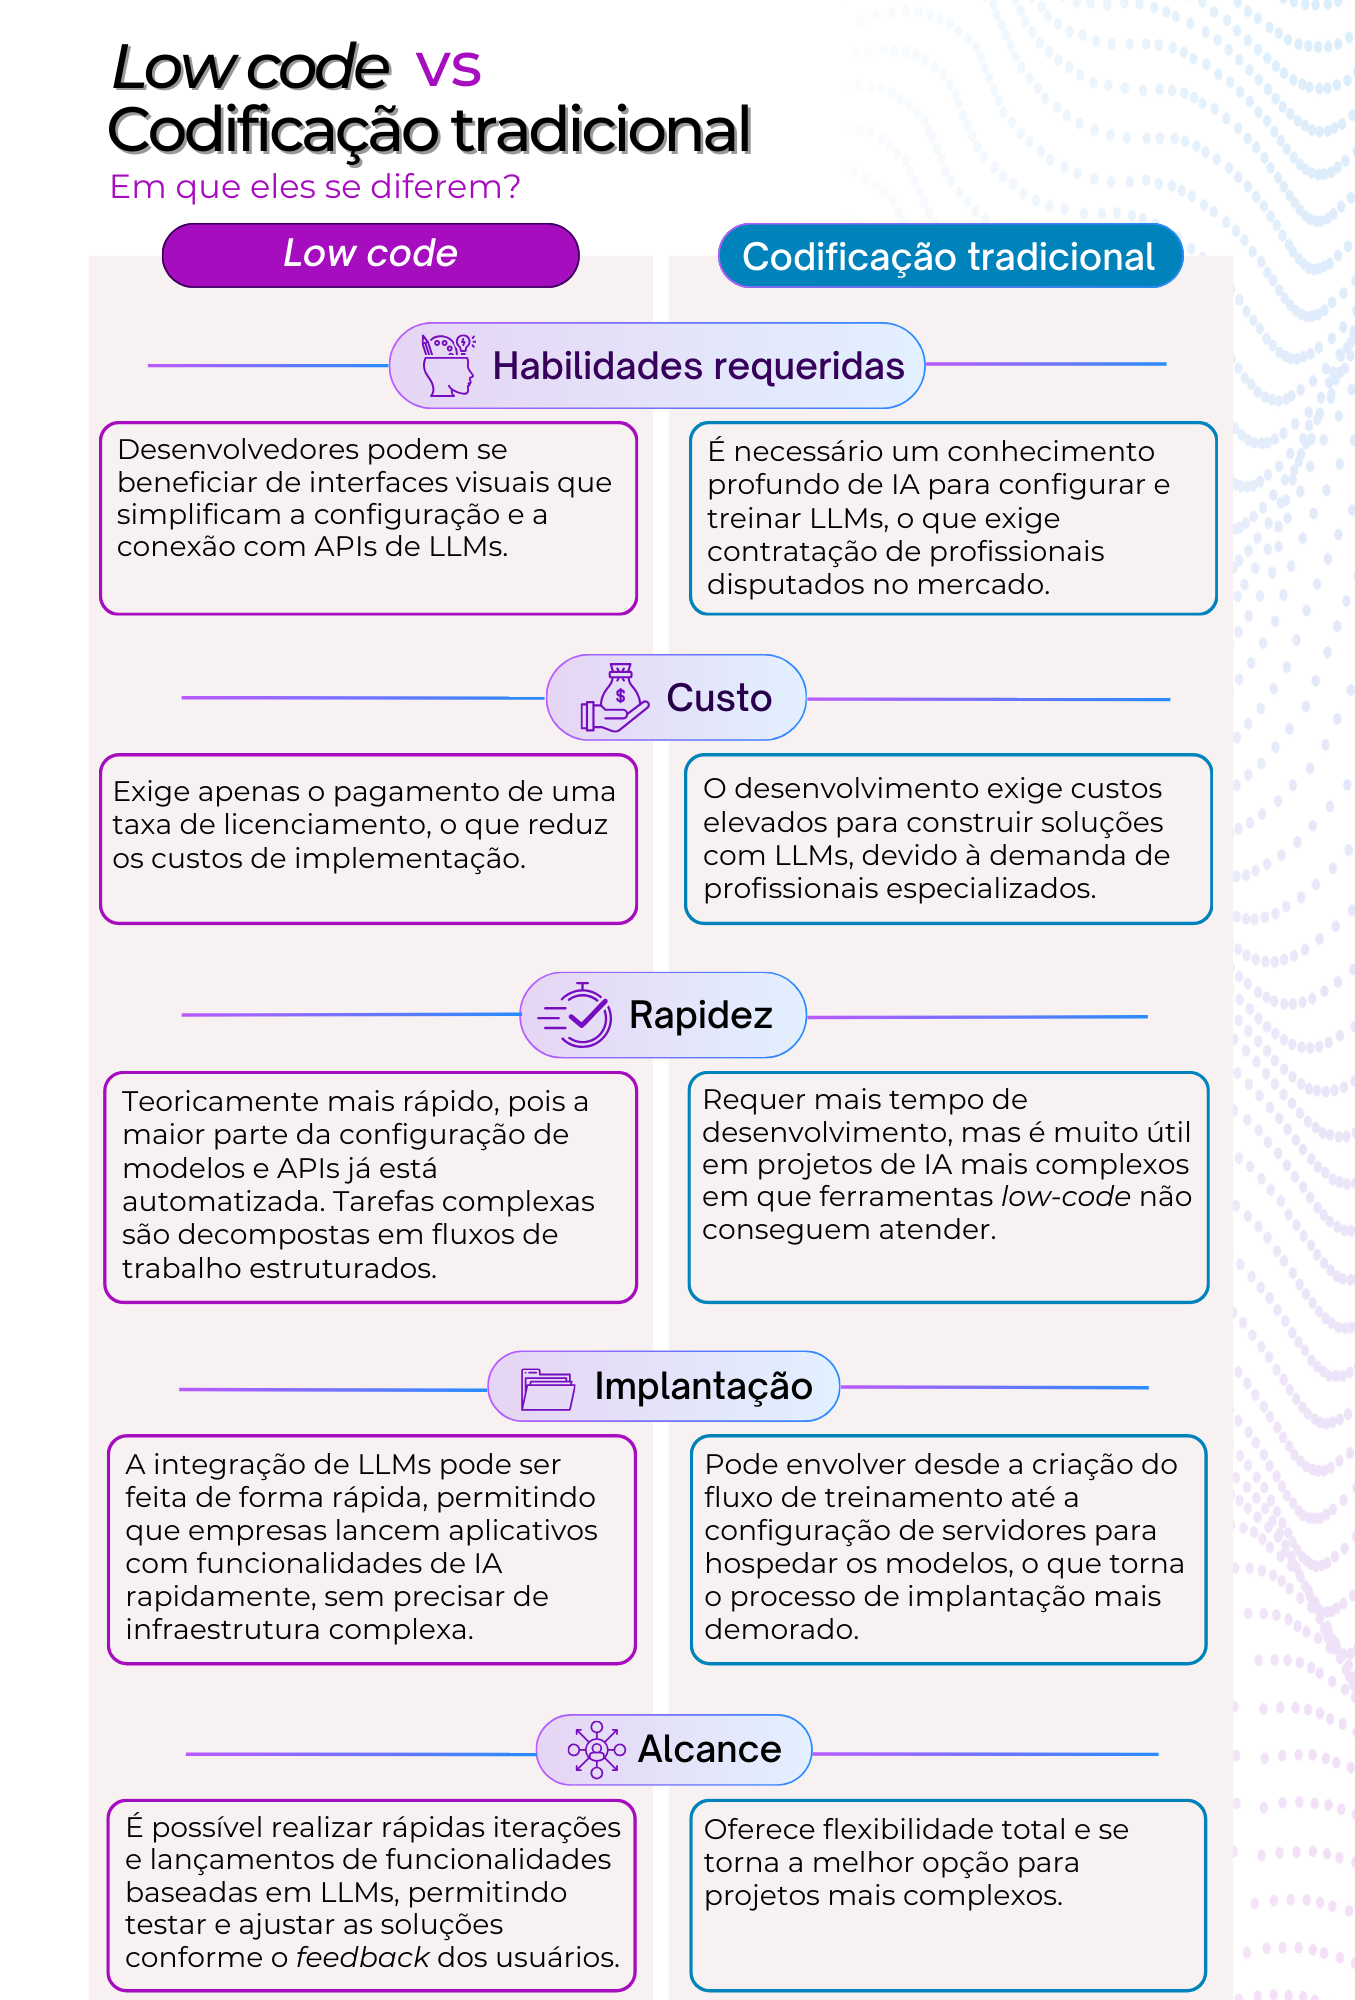 Low code vs
Codificação tradicional
Em que eles se diferem?
Low code
Codificação tradicional
Habilidades requeridas
Desenvolvedores podem se
beneficiar de interfaces visuais que
simplificam a configuração e a
conexão com APIs de LLMs.
É necessário um conhecimento
profundo de IA para configurar e
treinar LLMs, o que exige
contratação de profissionais
disputados no mercado.
$
Custo
Exige apenas o pagamento de uma
taxa de licenciamento, o que reduz
os custos de implementação.
O desenvolvimento exige custos
elevados para construir soluções
com LLMs, devido à demanda de
profissionais especializados.
Rapidez
Teoricamente mais rápido, pois a
maior parte da configuração de
modelos e APIs já está
automatizada. Tarefas complexas
são decompostas em fluxos de
trabalho estruturados.
Requer mais tempo de
desenvolvimento, mas é muito útil
em projetos de IA mais complexos
em que ferramentas low-code não
conseguem atender.
Implantação
A integração de LLMs pode ser
feita de forma rápida, permitindo
que empresas lancem aplicativos
com funcionalidades de IA
rapidamente, sem precisar de
infraestrutura complexa.
Pode envolver desde a criação do
fluxo de treinamento até a
configuração de servidores para
hospedar os modelos, o que torna
o processo de implantação mais
demorado.
Alcance
É possível realizar rápidas iterações
e lançamentos de funcionalidades
baseadas em LLMs, permitindo
testar e ajustar as soluções
conforme o feedback dos usuários.
Oferece flexibilidade total e se
torna a melhor opção para
projetos mais complexos.